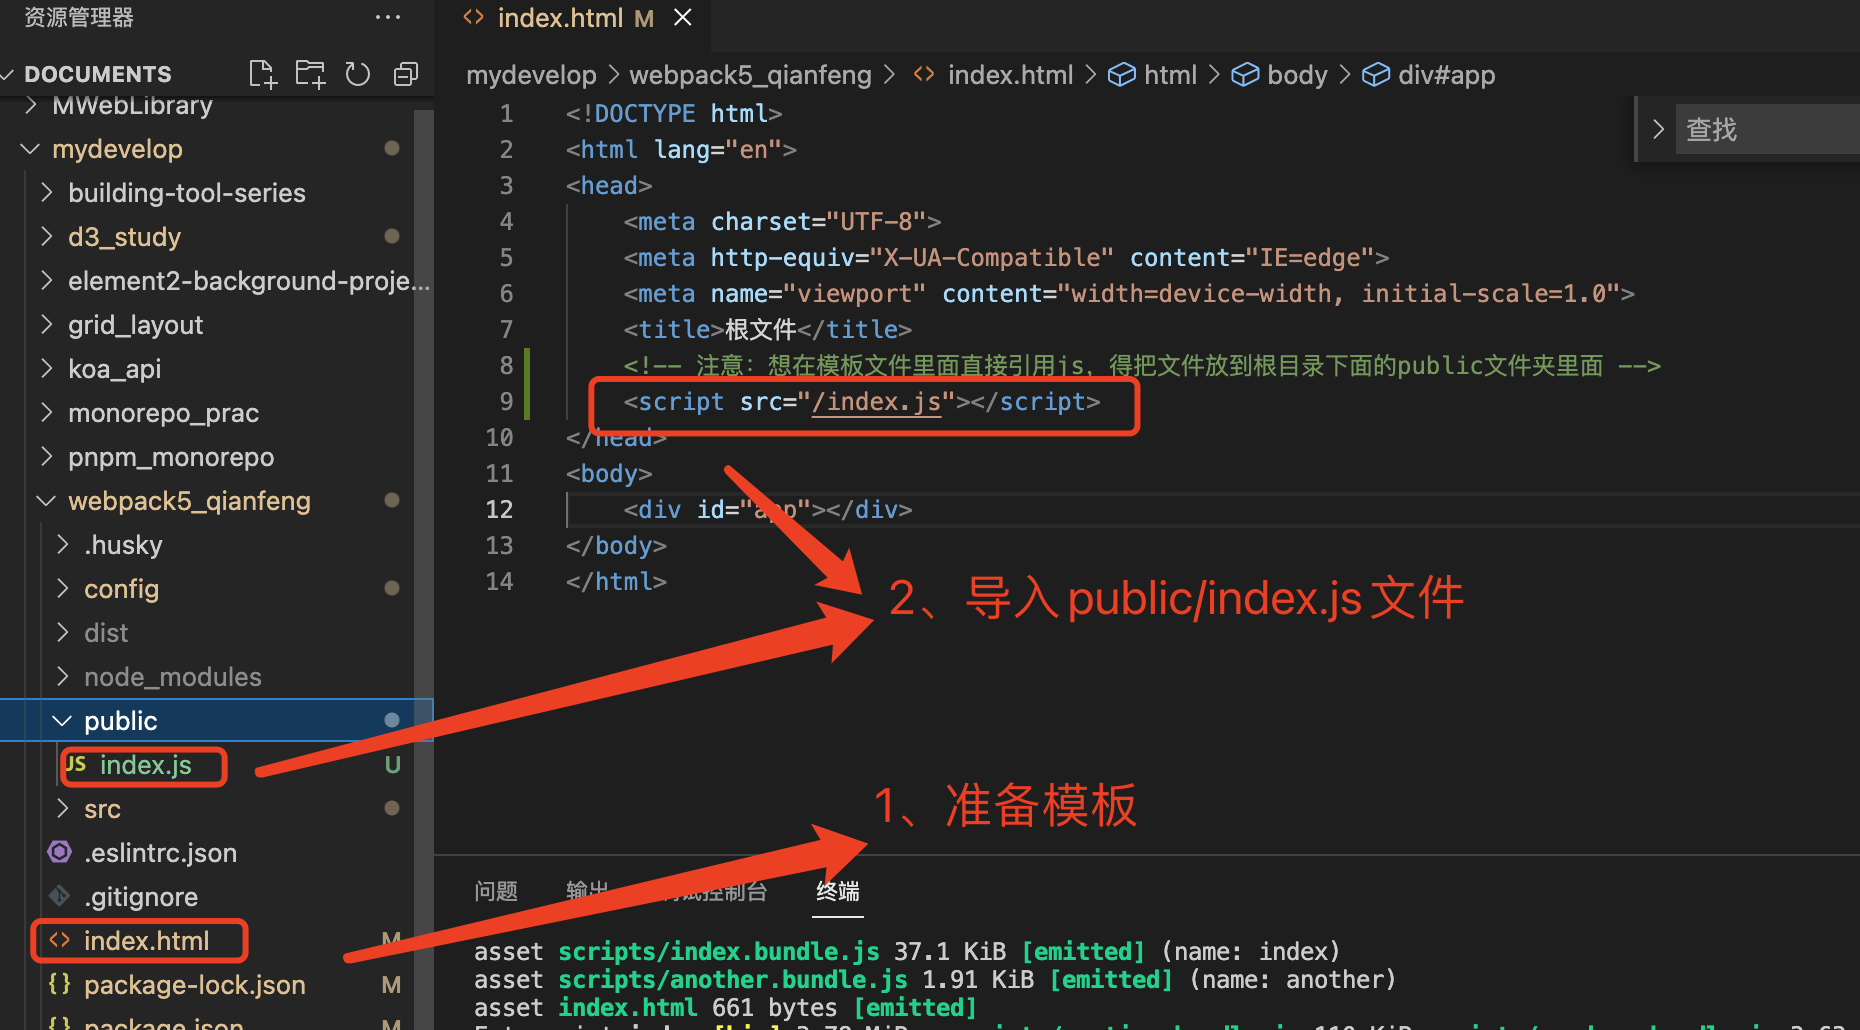 资源管理器 ···
DOCUMENTS
MWebLibrary
mydevelop
building-tool-series
d3_study
element2-background-proje...
grid_layout
koa_api
monorepo_prac
pnpm_monorepo
webpack5_qianfeng
.husky
config
dist
node_modules
public
JS index.js U
src
.eslintrc.json
.gitignore
<> index.html M
{} package-lock.json M
{} package.json M
<> index.html M ×
mydevelop > webpack5_qianfeng > <> index.html > html > body > div#app
查找
1 <!DOCTYPE html>
2 <html lang="en">
3 <head>
4 <meta charset="UTF-8">
5 <meta http-equiv="X-UA-Compatible" content="IE=edge">
6 <meta name="viewport" content="width=device-width, initial-scale=1.0">
7 <title>根文件</title>
8 <!-- 注意：想在模板文件里面直接引用js，得把文件放到根目录下面的public文件夹里面 -->
9 <script src="/index.js"></script>
10 </head>
11 <body>
12 <div id="app"></div>
13 </body>
14 </html>
2、导入public/index.js文件
1、准备模板
问题 输出 调试控制台 终端
asset scripts/index.bundle.js 37.1 KiB [emitted] (name: index)
asset scripts/another.bundle.js 1.91 KiB [emitted] (name: another)
asset index.html 661 bytes [emitted]